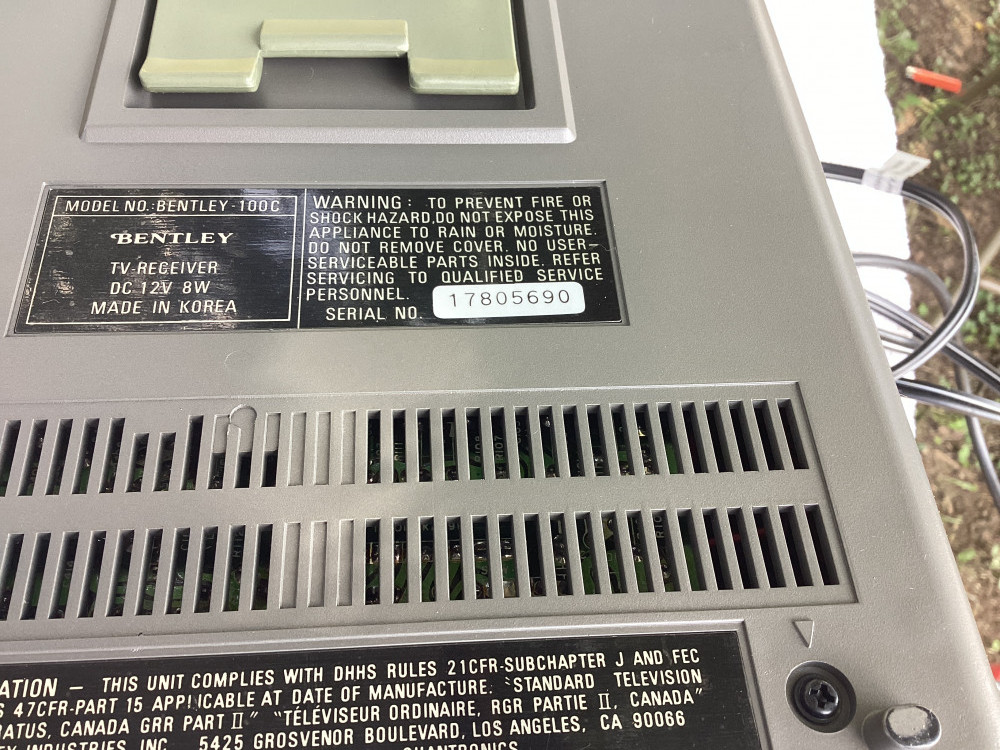 MODEL NO.: BENTLEY-100C
BENTLEY
TV-RECEIVER
DC 12V 8W
MADE IN KOREA
WARNING: TO PREVENT FIRE OR
SHOCK HAZARD, DO NOT EXPOSE THIS
APPLIANCE TO RAIN OR MOISTURE.
DO NOT REMOVE COVER. NO USER-
SERVICEABLE PARTS INSIDE. REFER
SERVICING TO QUALIFIED SERVICE
PERSONNEL.
SERIAL NO. 17805690
ATION — THIS UNIT COMPLIES WITH DHHS RULES 21CFR-SUBCHAPTER J AND FEC
S 47CFR-PART 15 APPLICABLE AT DATE OF MANUFACTURE. "STANDARD TELEVISION
ATUS, CANADA GRR PART II" "TÉLÉVISEUR ORDINAIRE, RGR PARTIE II, CANADA"
EY INDUSTRIES, INC. 5425 GROSVENOR BOULEVARD, LOS ANGELES, CA 90066